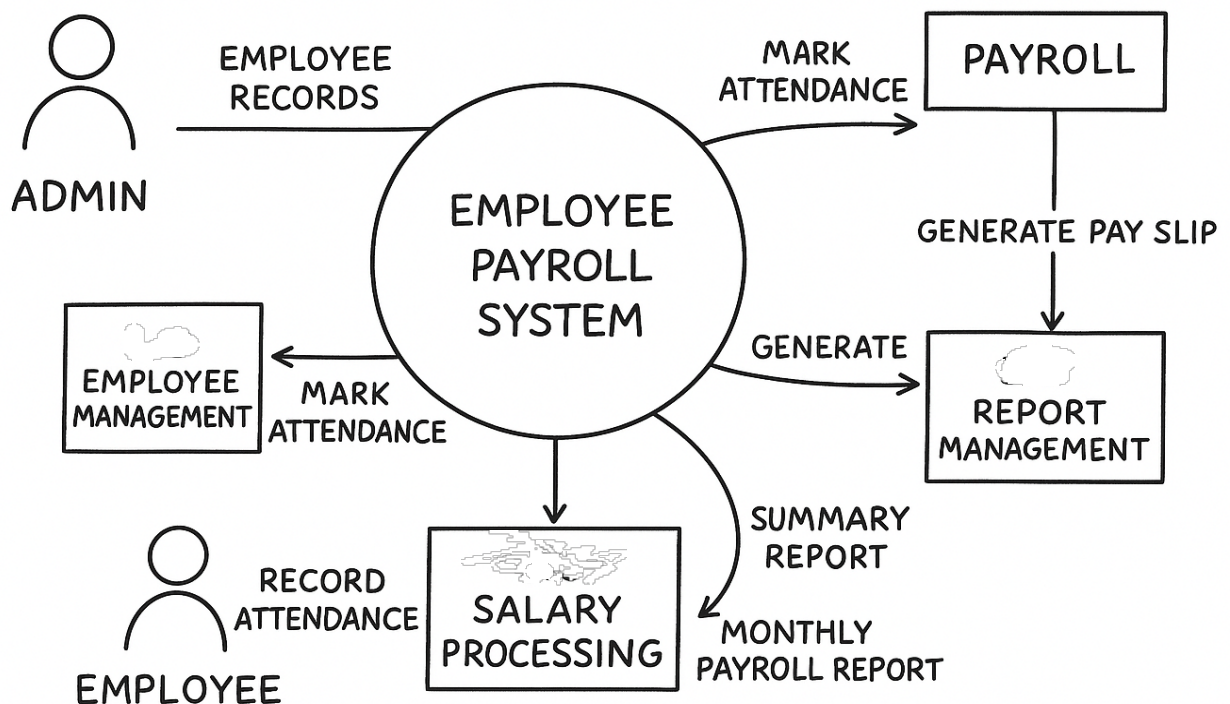 EMPLOYEE
RECORDS
ADMIN
MARK
ATTENDANCE
PAYROLL
EMPLOYEE
PAYROLL
SYSTEM
GENERATE PAY SLIP
EMPLOYEE
MANAGEMENT
MARK
ATTENDANCE
GENERATE
REPORT
MANAGEMENT
SUMMARY
REPORT
RECORD
ATTENDANCE
EMPLOYEE
SALARY
PROCESSING
MONTHLY
PAYROLL REPORT